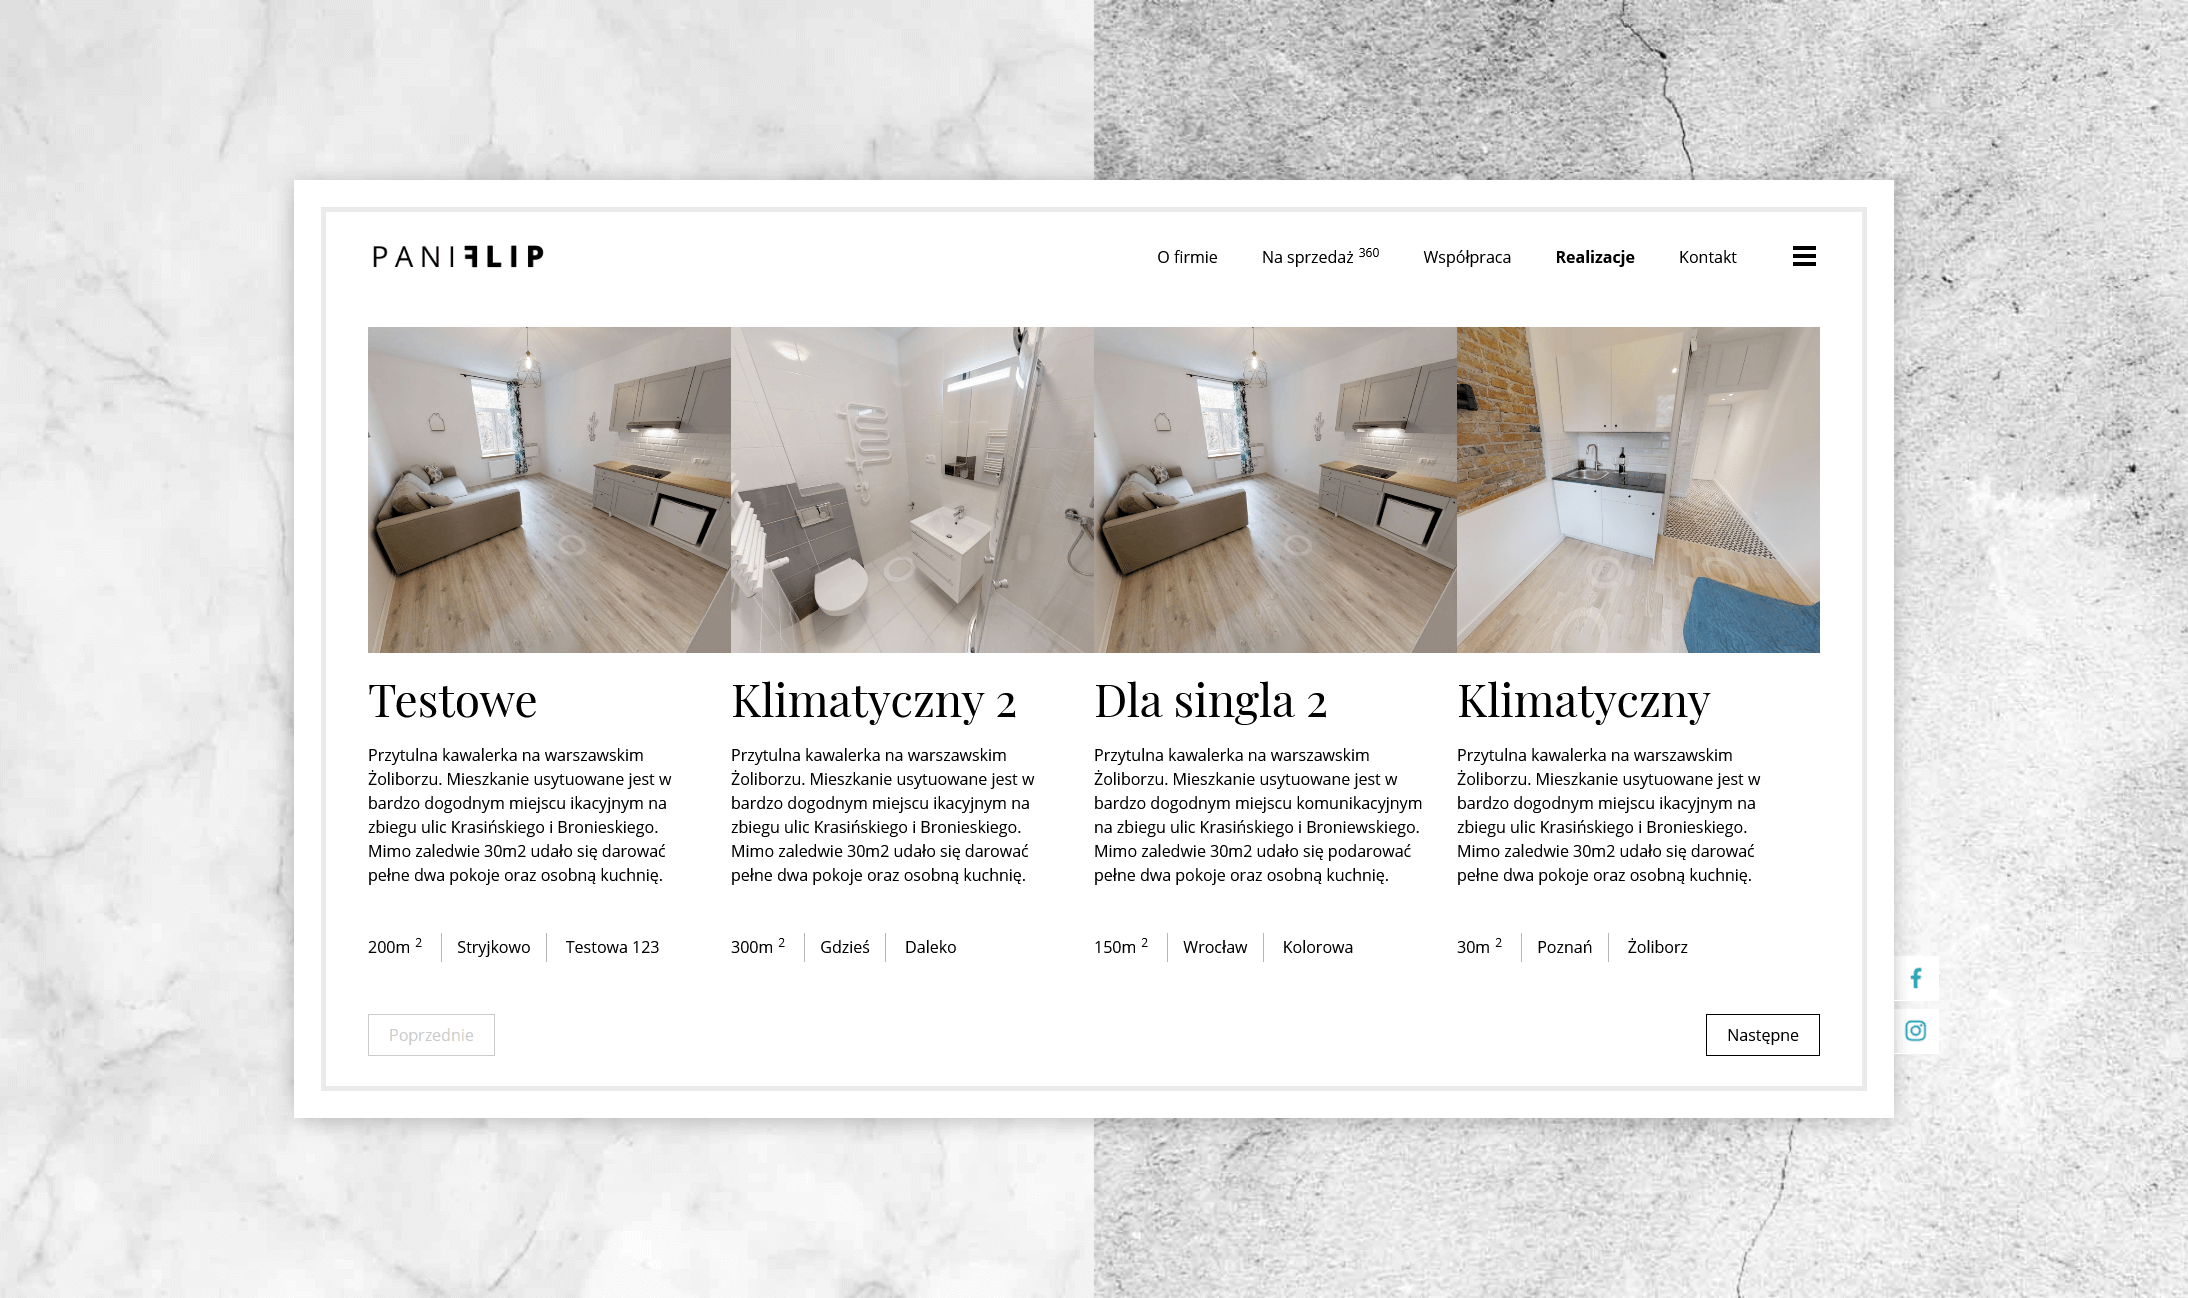 PANIFLIP
O firmie
Na sprzedaż 360
Współpraca
Realizacje
Kontakt
Testowe
Przytulna kawalerka na warszawskim
Żoliborzu. Mieszkanie usytuowane jest w
bardzo dogodnym miejscu ikacyjnym na
zbiegu ulic Krasińskiego i Bronieskiego.
Mimo zaledwie 30m2 udało się darować
pełne dwa pokoje oraz osobną kuchnię.
200m 2
Stryjkowo
Testowa 123
Klimatyczny 2
Przytulna kawalerka na warszawskim
Żoliborzu. Mieszkanie usytuowane jest w
bardzo dogodnym miejscu ikacyjnym na
zbiegu ulic Krasińskiego i Bronieskiego.
Mimo zaledwie 30m2 udało się darować
pełne dwa pokoje oraz osobną kuchnię.
300m 2
Gdzieś
Daleko
Dla singla 2
Przytulna kawalerka na warszawskim
Żoliborzu. Mieszkanie usytuowane jest w
bardzo dogodnym miejscu komunikacyjnym
na zbiegu ulic Krasińskiego i Broniewskiego.
Mimo zaledwie 30m2 udało się podarować
pełne dwa pokoje oraz osobną kuchnię.
150m 2
Wrocław
Kolorowa
Klimatyczny
Przytulna kawalerka na warszawskim
Żoliborzu. Mieszkanie usytuowane jest w
bardzo dogodnym miejscu ikacyjnym na
zbiegu ulic Krasińskiego i Bronieskiego.
Mimo zaledwie 30m2 udało się darować
pełne dwa pokoje oraz osobną kuchnię.
30m 2
Poznań
Żoliborz
Poprzednie
Następne